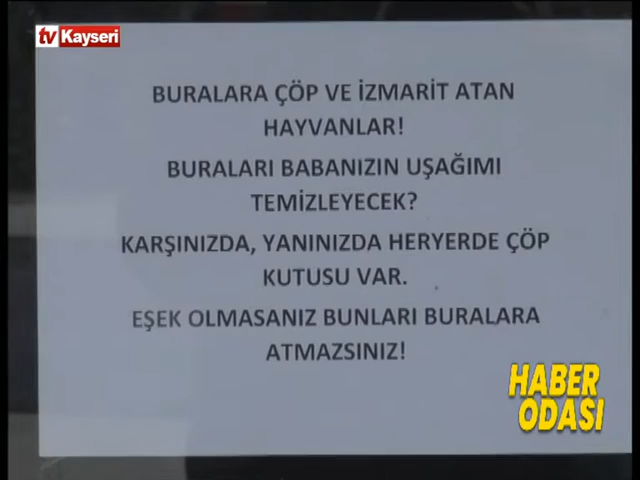 tv Kayseri
BURALARA ÇÖP VE İZMARİT ATAN
HAYVANLAR!
BURALARI BABANIZIN UŞAĞIMI
TEMİZLEYECEK?
KARŞINIZDA, YANINIZDA HERYERDE ÇÖP
KUTUSU VAR.
EŞEK OLMASANIZ BUNLARI BURALARA
ATMAZSINIZ!
HABER
ODASI